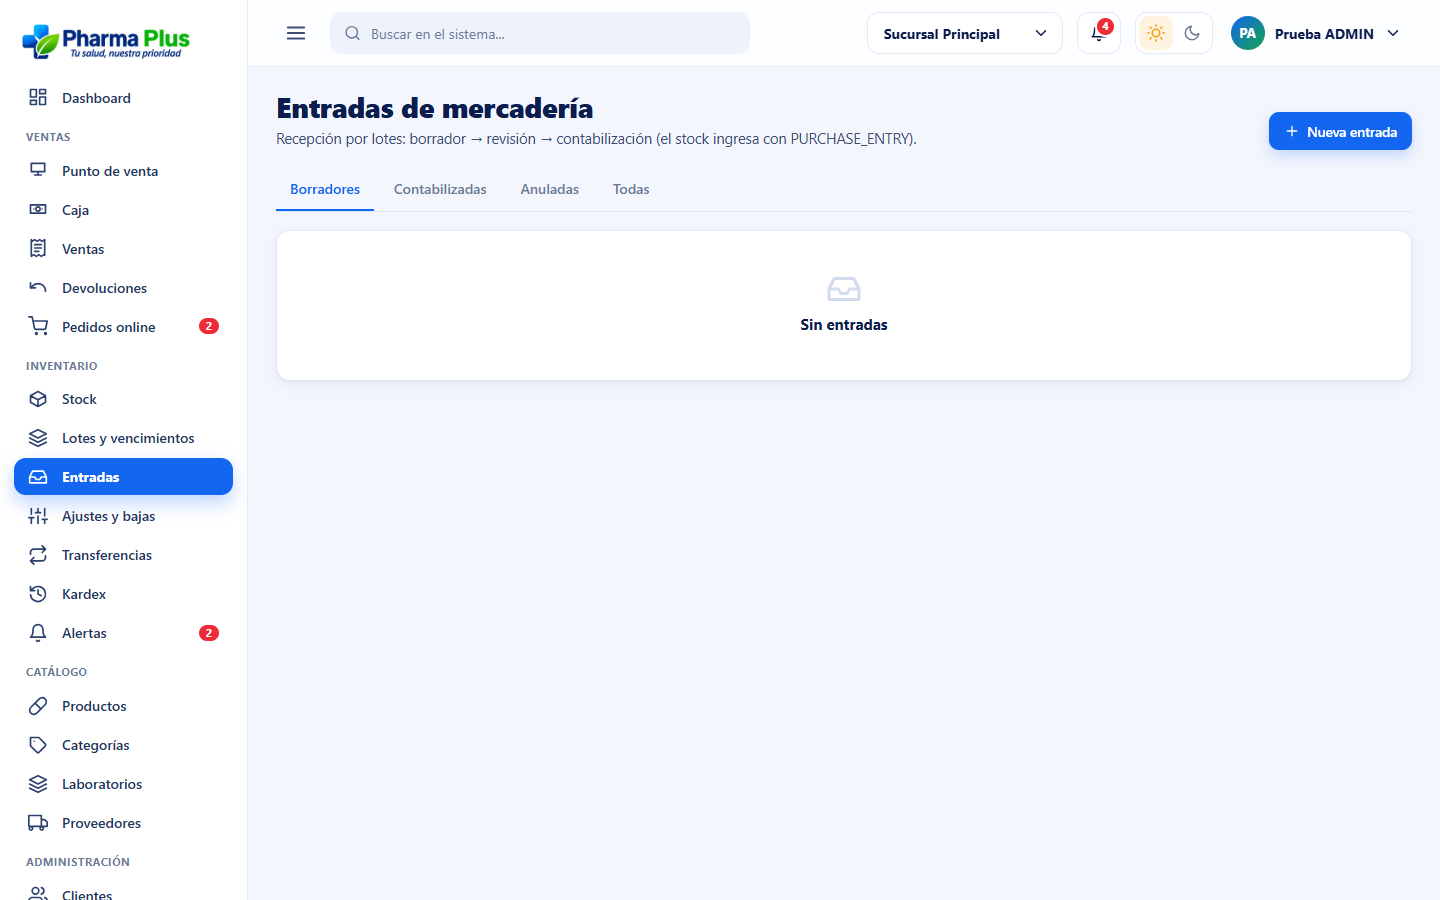 Pharma Plus
Tu salud, nuestra prioridad
Buscar en el sistema...
Sucursal Principal
4
PA
Prueba ADMIN
Dashboard
VENTAS
Punto de venta
Caja
Ventas
Devoluciones
Pedidos online 2
INVENTARIO
Stock
Lotes y vencimientos
Entradas
Ajustes y bajas
Transferencias
Kardex
Alertas 2
CATÁLOGO
Productos
Categorías
Laboratorios
Proveedores
ADMINISTRACIÓN
Clientes
Entradas de mercadería
Recepción por lotes: borrador → revisión → contabilización (el stock ingresa con PURCHASE_ENTRY).
+ Nueva entrada
Borradores Contabilizadas Anuladas Todas
Sin entradas